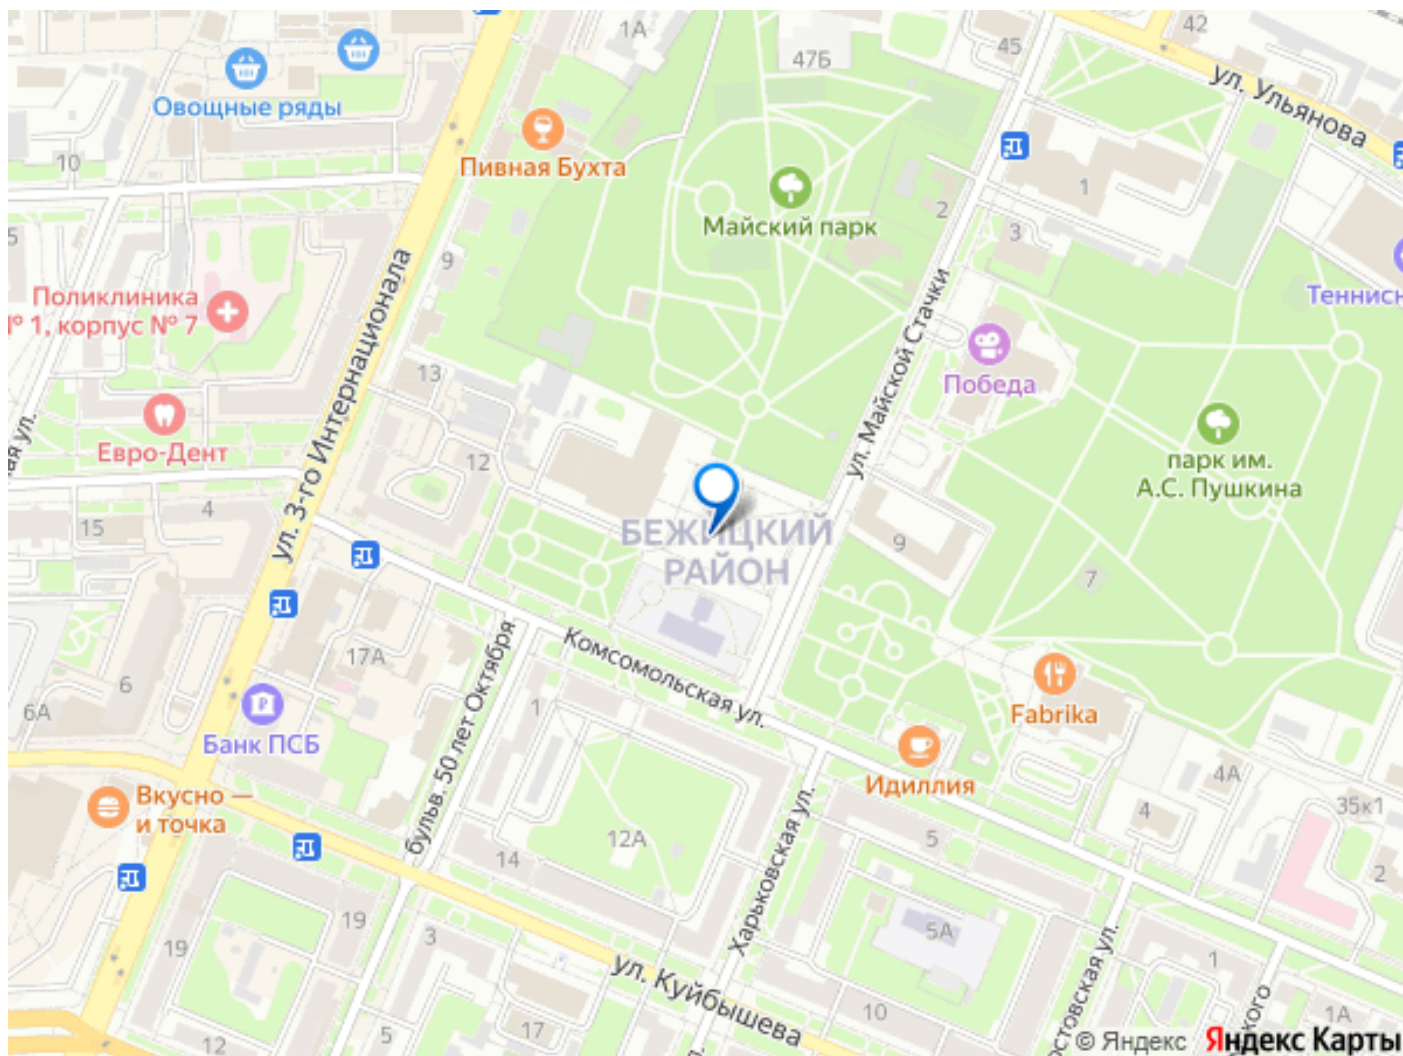 1А
47Б
45
42
ул. Ульянова
Овощные ряды
10
Пивная Бухта
1
Майский парк
2
3
5
9
Поликлиника
№ 1, корпус № 7
ул. 3-го Интернационала
ул. Майской Стачки
Победа
13
Евро-Дент
12
парк им.
А.С. Пушкина
4
15
БЕЖИЦКИЙ
РАЙОН
9
7
17А
Комсомольская ул.
6
6А
Банк ПСБ
бульв. 50 лет Октября
1
Fabrika
Идиллия
4А
Вкусно —
и точка
12А
Харьковская ул.
5
4
35к1
14
2
19
19
3
5А
ул. Куйбышева
10
17
5
12
1
1А
© Яндекс Яндекс Карты